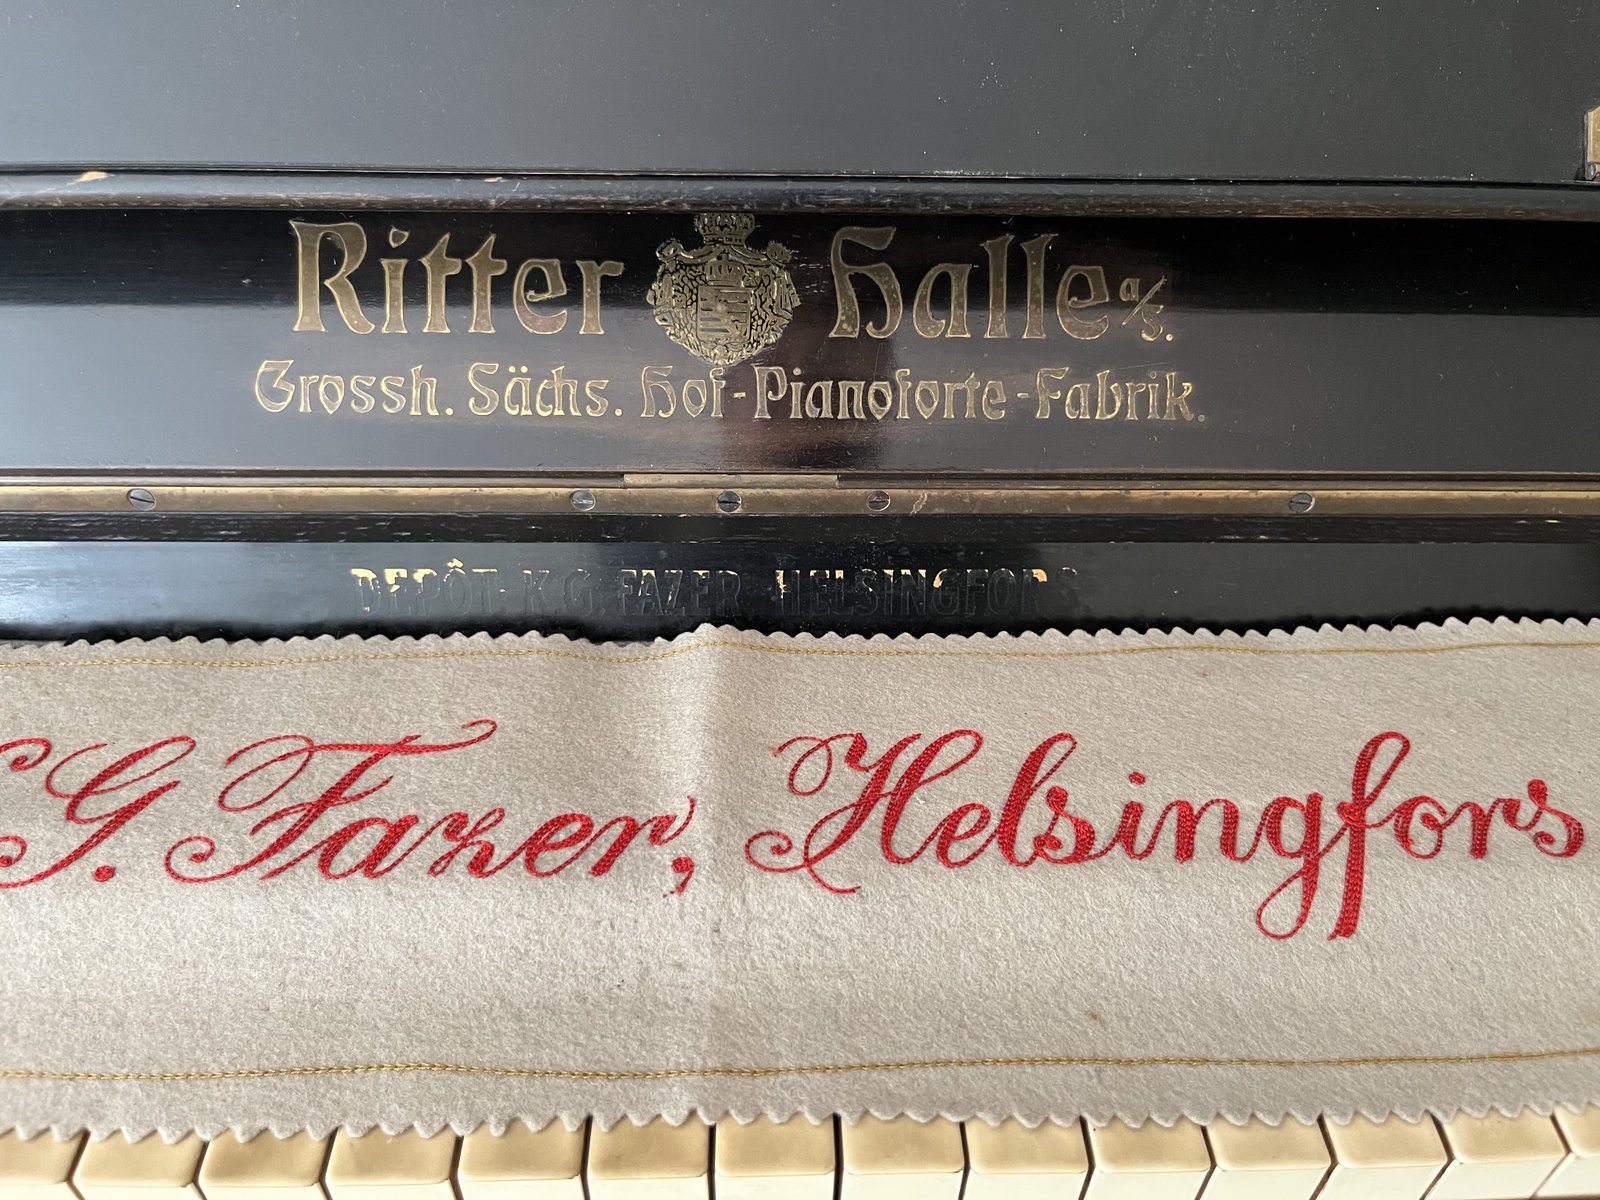 Ritter Halle a/S.
Grossh. Sächs. Hof-Pianoforte-Fabrik.
DEPÔT K.G. FAZER HELSINGFORS.
G. Fazer, Helsingfors